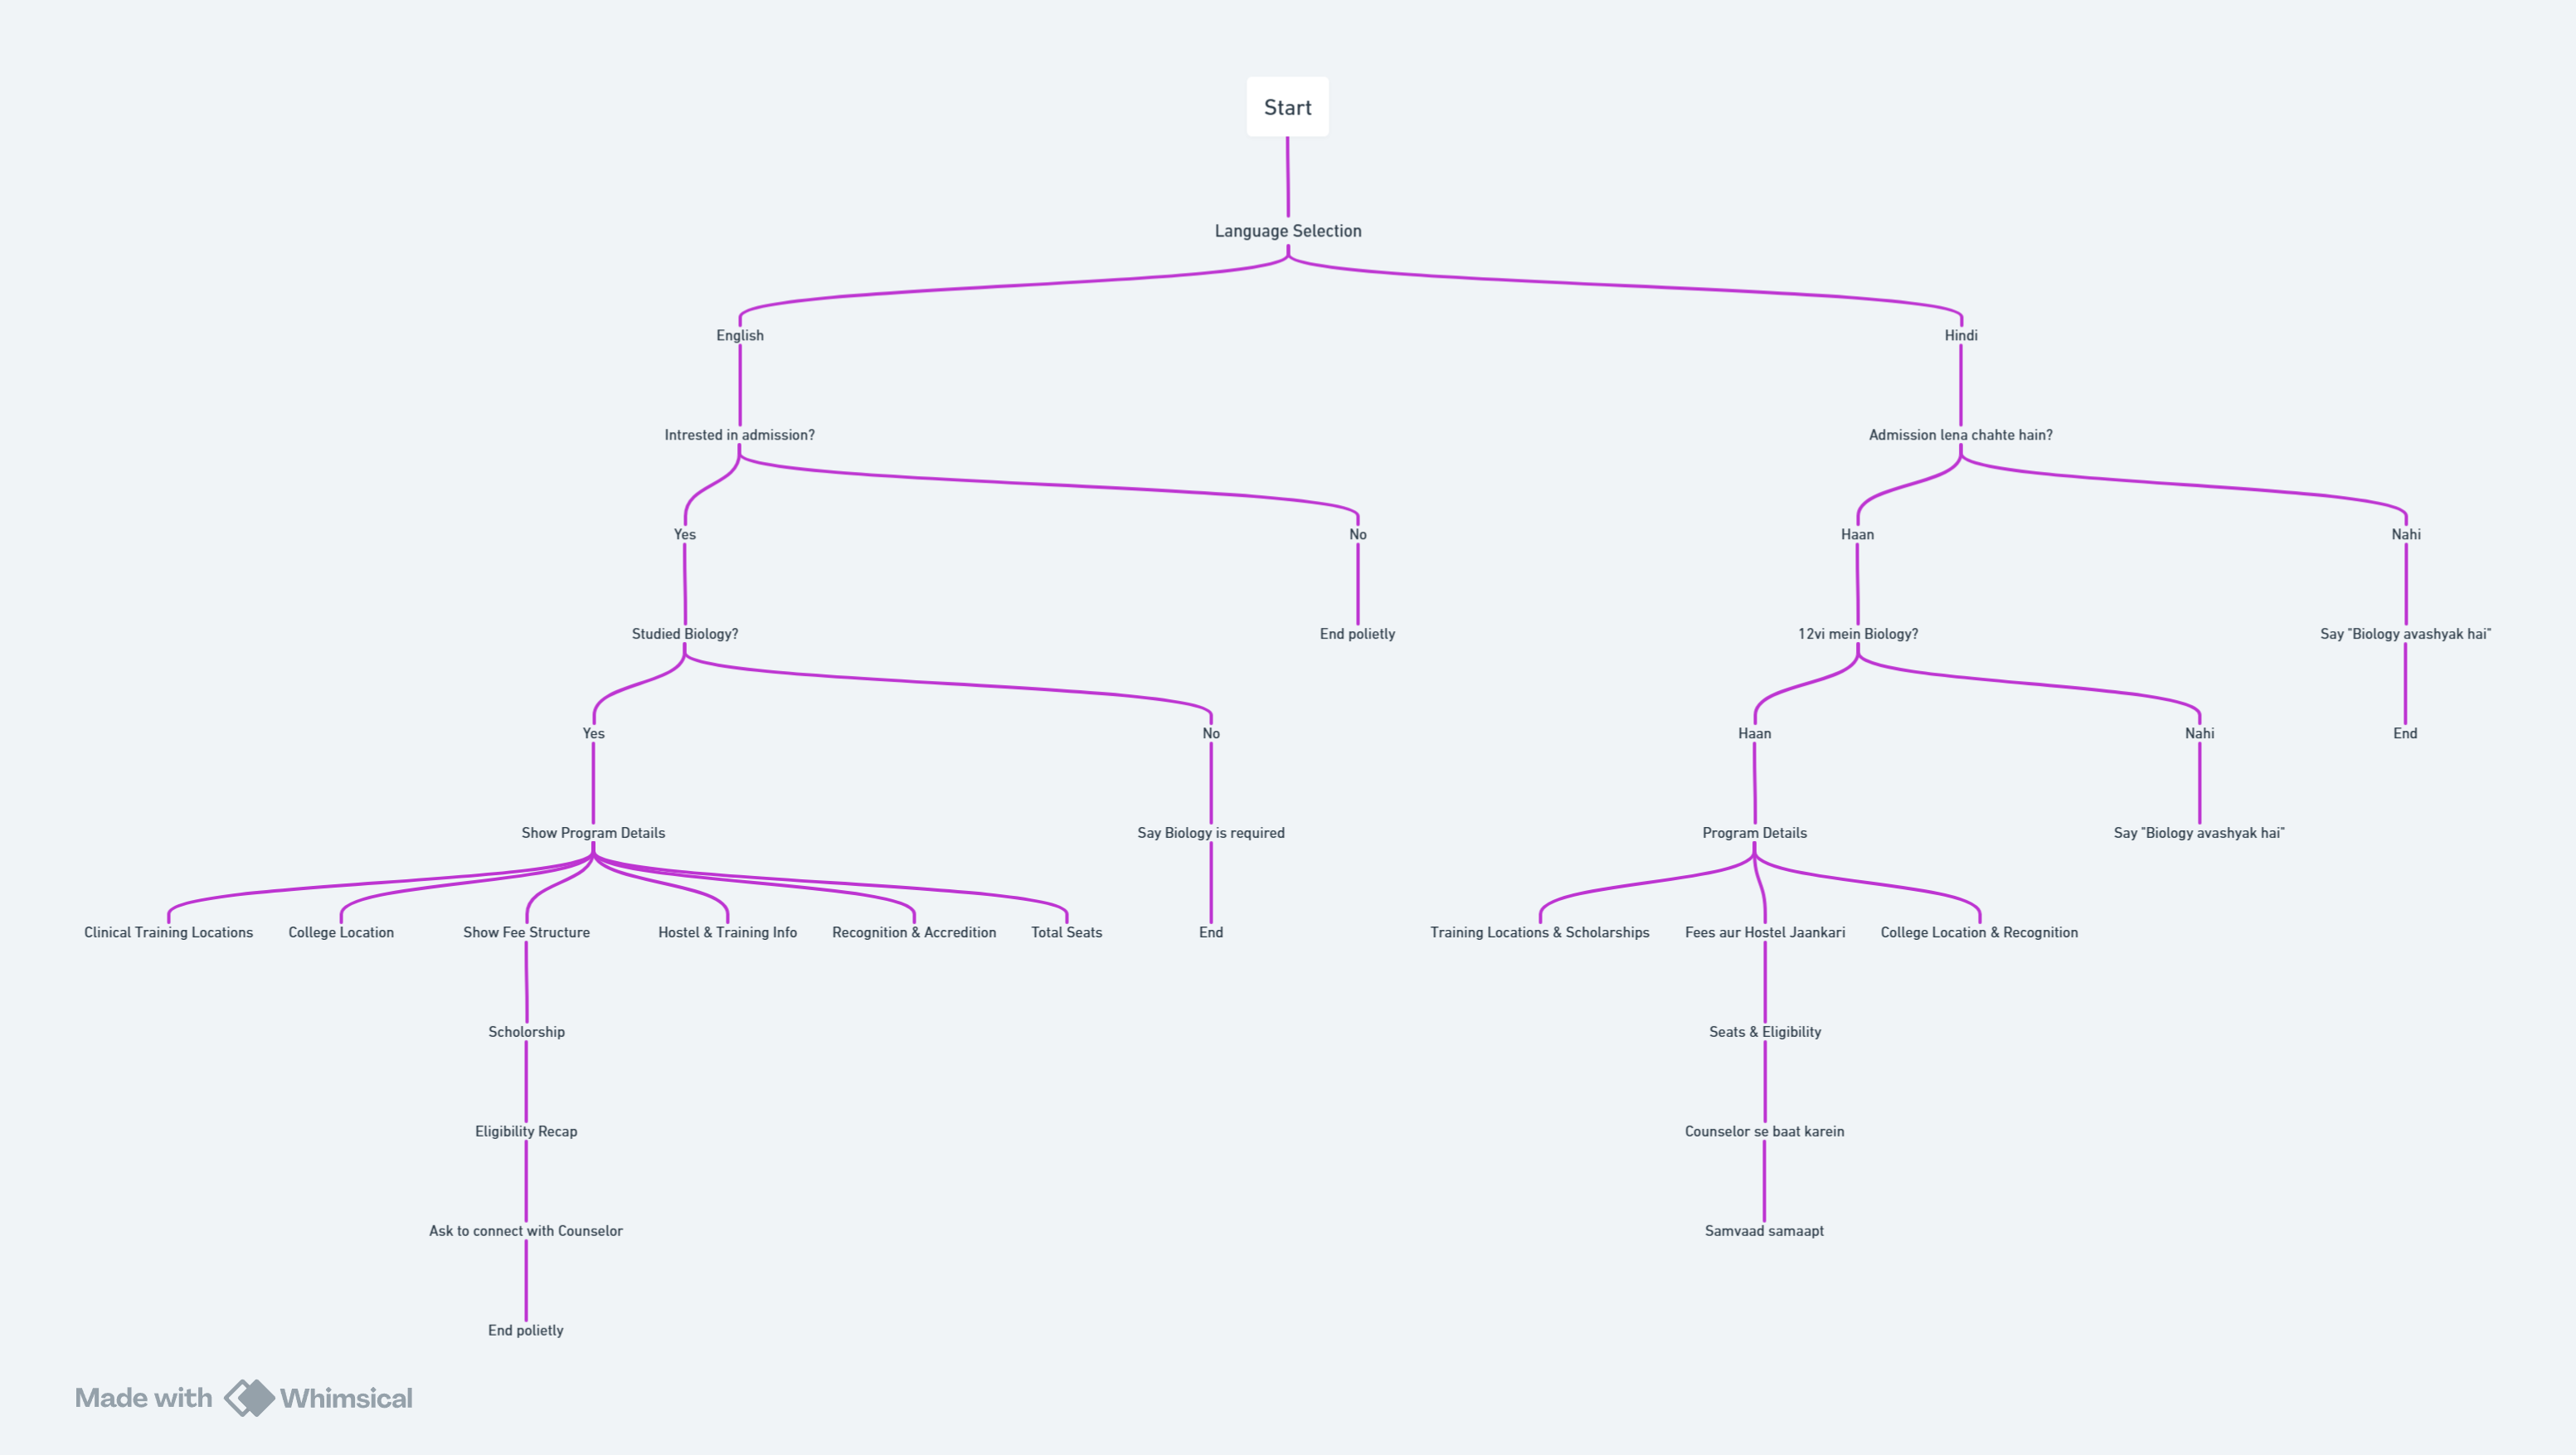 Start
Language Selection
English
Hindi
Intrested in admission?
Admission lena chahte hain?
Yes
No
Haan
Nahi
Studied Biology?
End polietly
12vi mein Biology?
Say "Biology avashyak hai"
Yes
No
Haan
Nahi
End
Show Program Details
Say Biology is required
Program Details
Say "Biology avashyak hai"
Clinical Training Locations
College Location
Show Fee Structure
Hostel & Training Info
Recognition & Accredition
Total Seats
End
Training Locations & Scholarships
Fees aur Hostel Jaankari
College Location & Recognition
Scholorship
Seats & Eligibility
Eligibility Recap
Counselor se baat karein
Ask to connect with Counselor
Samvaad samaapt
End polietly
Made with Whimsical